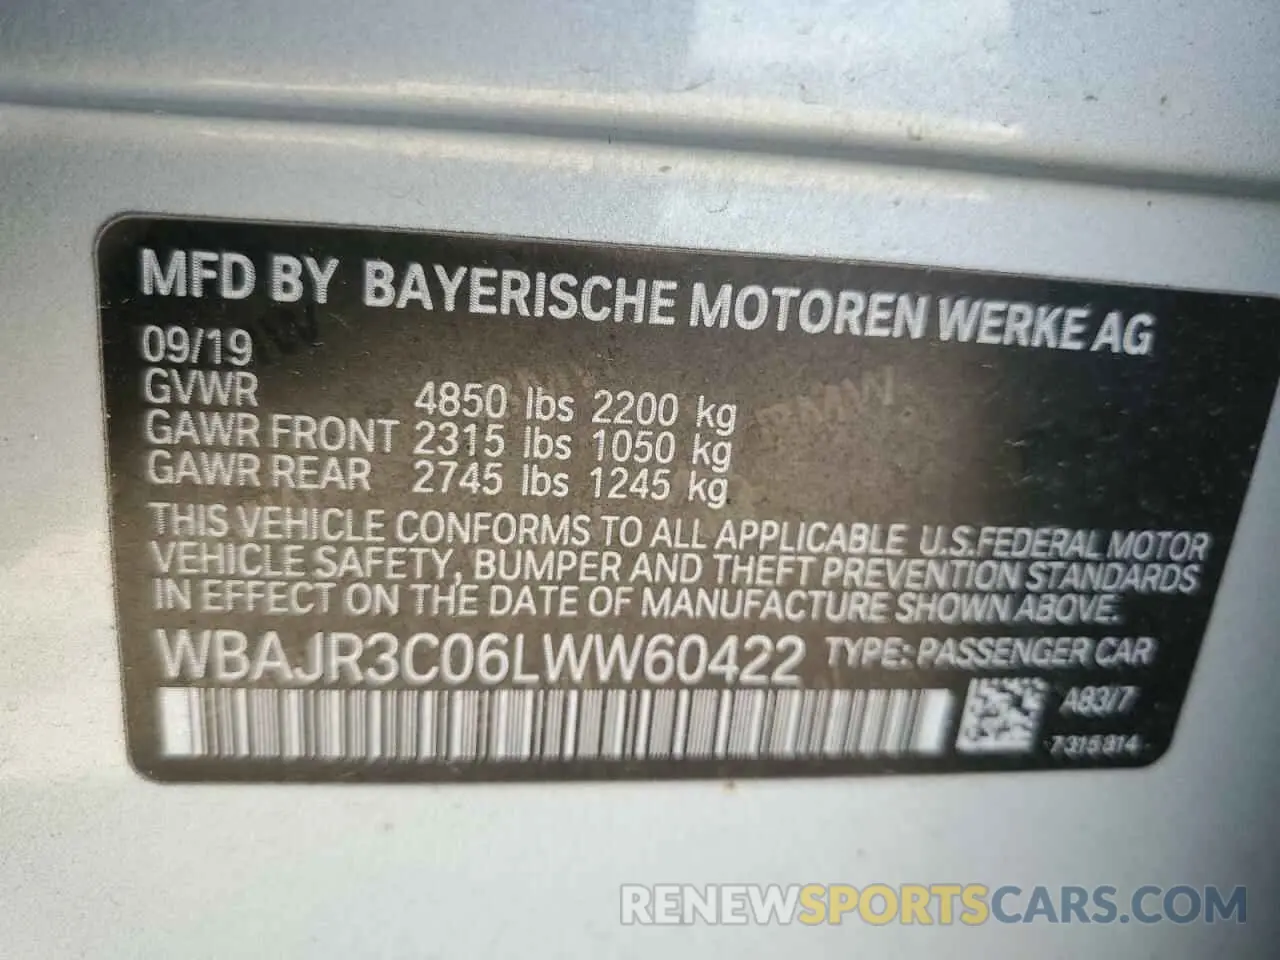 MFD BY BAYERISCHE MOTOREN WERKE AG
09/19
GVWR 4850 lbs 2200 kg
GAWR FRONT 2315 lbs 1050 kg
GAWR REAR 2745 lbs 1245 kg
THIS VEHICLE CONFORMS TO ALL APPLICABLE U.S.FEDERAL MOTOR
VEHICLE SAFETY, BUMPER AND THEFT PREVENTION STANDARDS
IN EFFECT ON THE DATE OF MANUFACTURE SHOWN ABOVE.
WBAJR3C06LWW60422 TYPE: PASSENGER CAR
A83/7
7315814
RENEWSPORTSCARS.COM